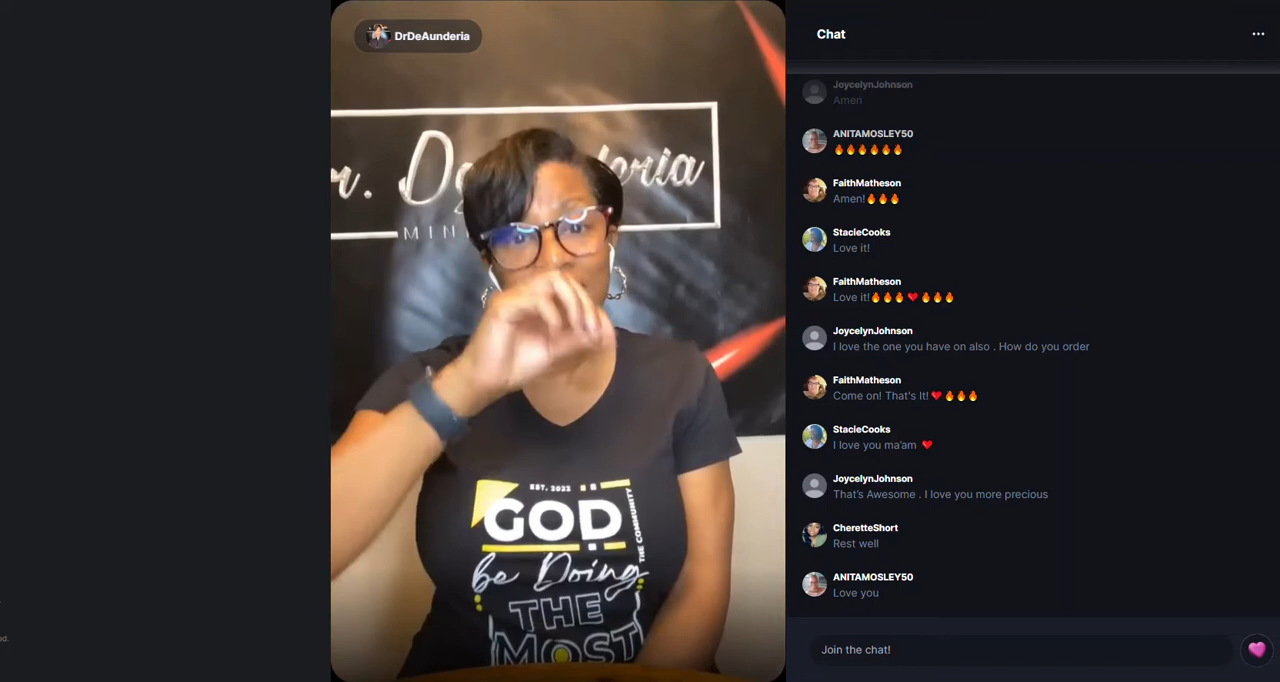 DrDeAunderia
r. D
eria
MIN
EST. 2022
GOD
THE COMMUNITY
be Doing
THE
MOST
Chat
JoycelynJohnson
Amen
ANITAMOSLEY50
🔥🔥🔥🔥🔥🔥
FaithMatheson
Amen!🔥🔥🔥
StacieCooks
Love it!
FaithMatheson
Love it!🔥🔥🔥❤️🔥🔥🔥
JoycelynJohnson
I love the one you have on also . How do you order
FaithMatheson
Come on! That's It!❤️🔥🔥🔥
StacieCooks
I love you ma'am ❤️
JoycelynJohnson
That's Awesome . I love you more precious
CheretteShort
Rest well
ANITAMOSLEY50
Love you
Join the chat!